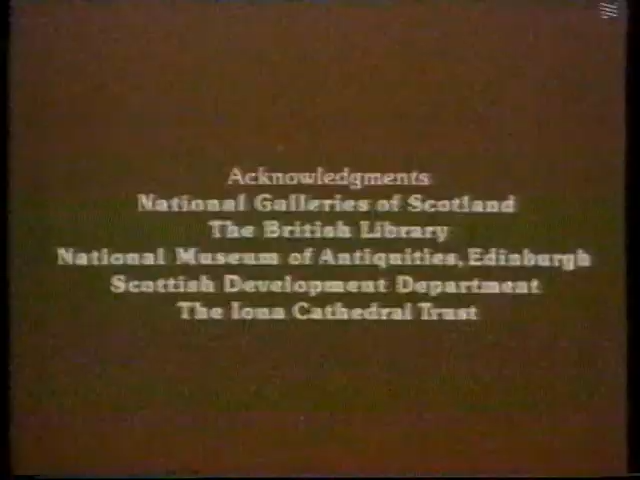 Acknowledgments
National Galleries of Scotland
The British Library
National Museum of Antiquities, Edinburgh
Scottish Development Department
The Iona Cathedral Trust